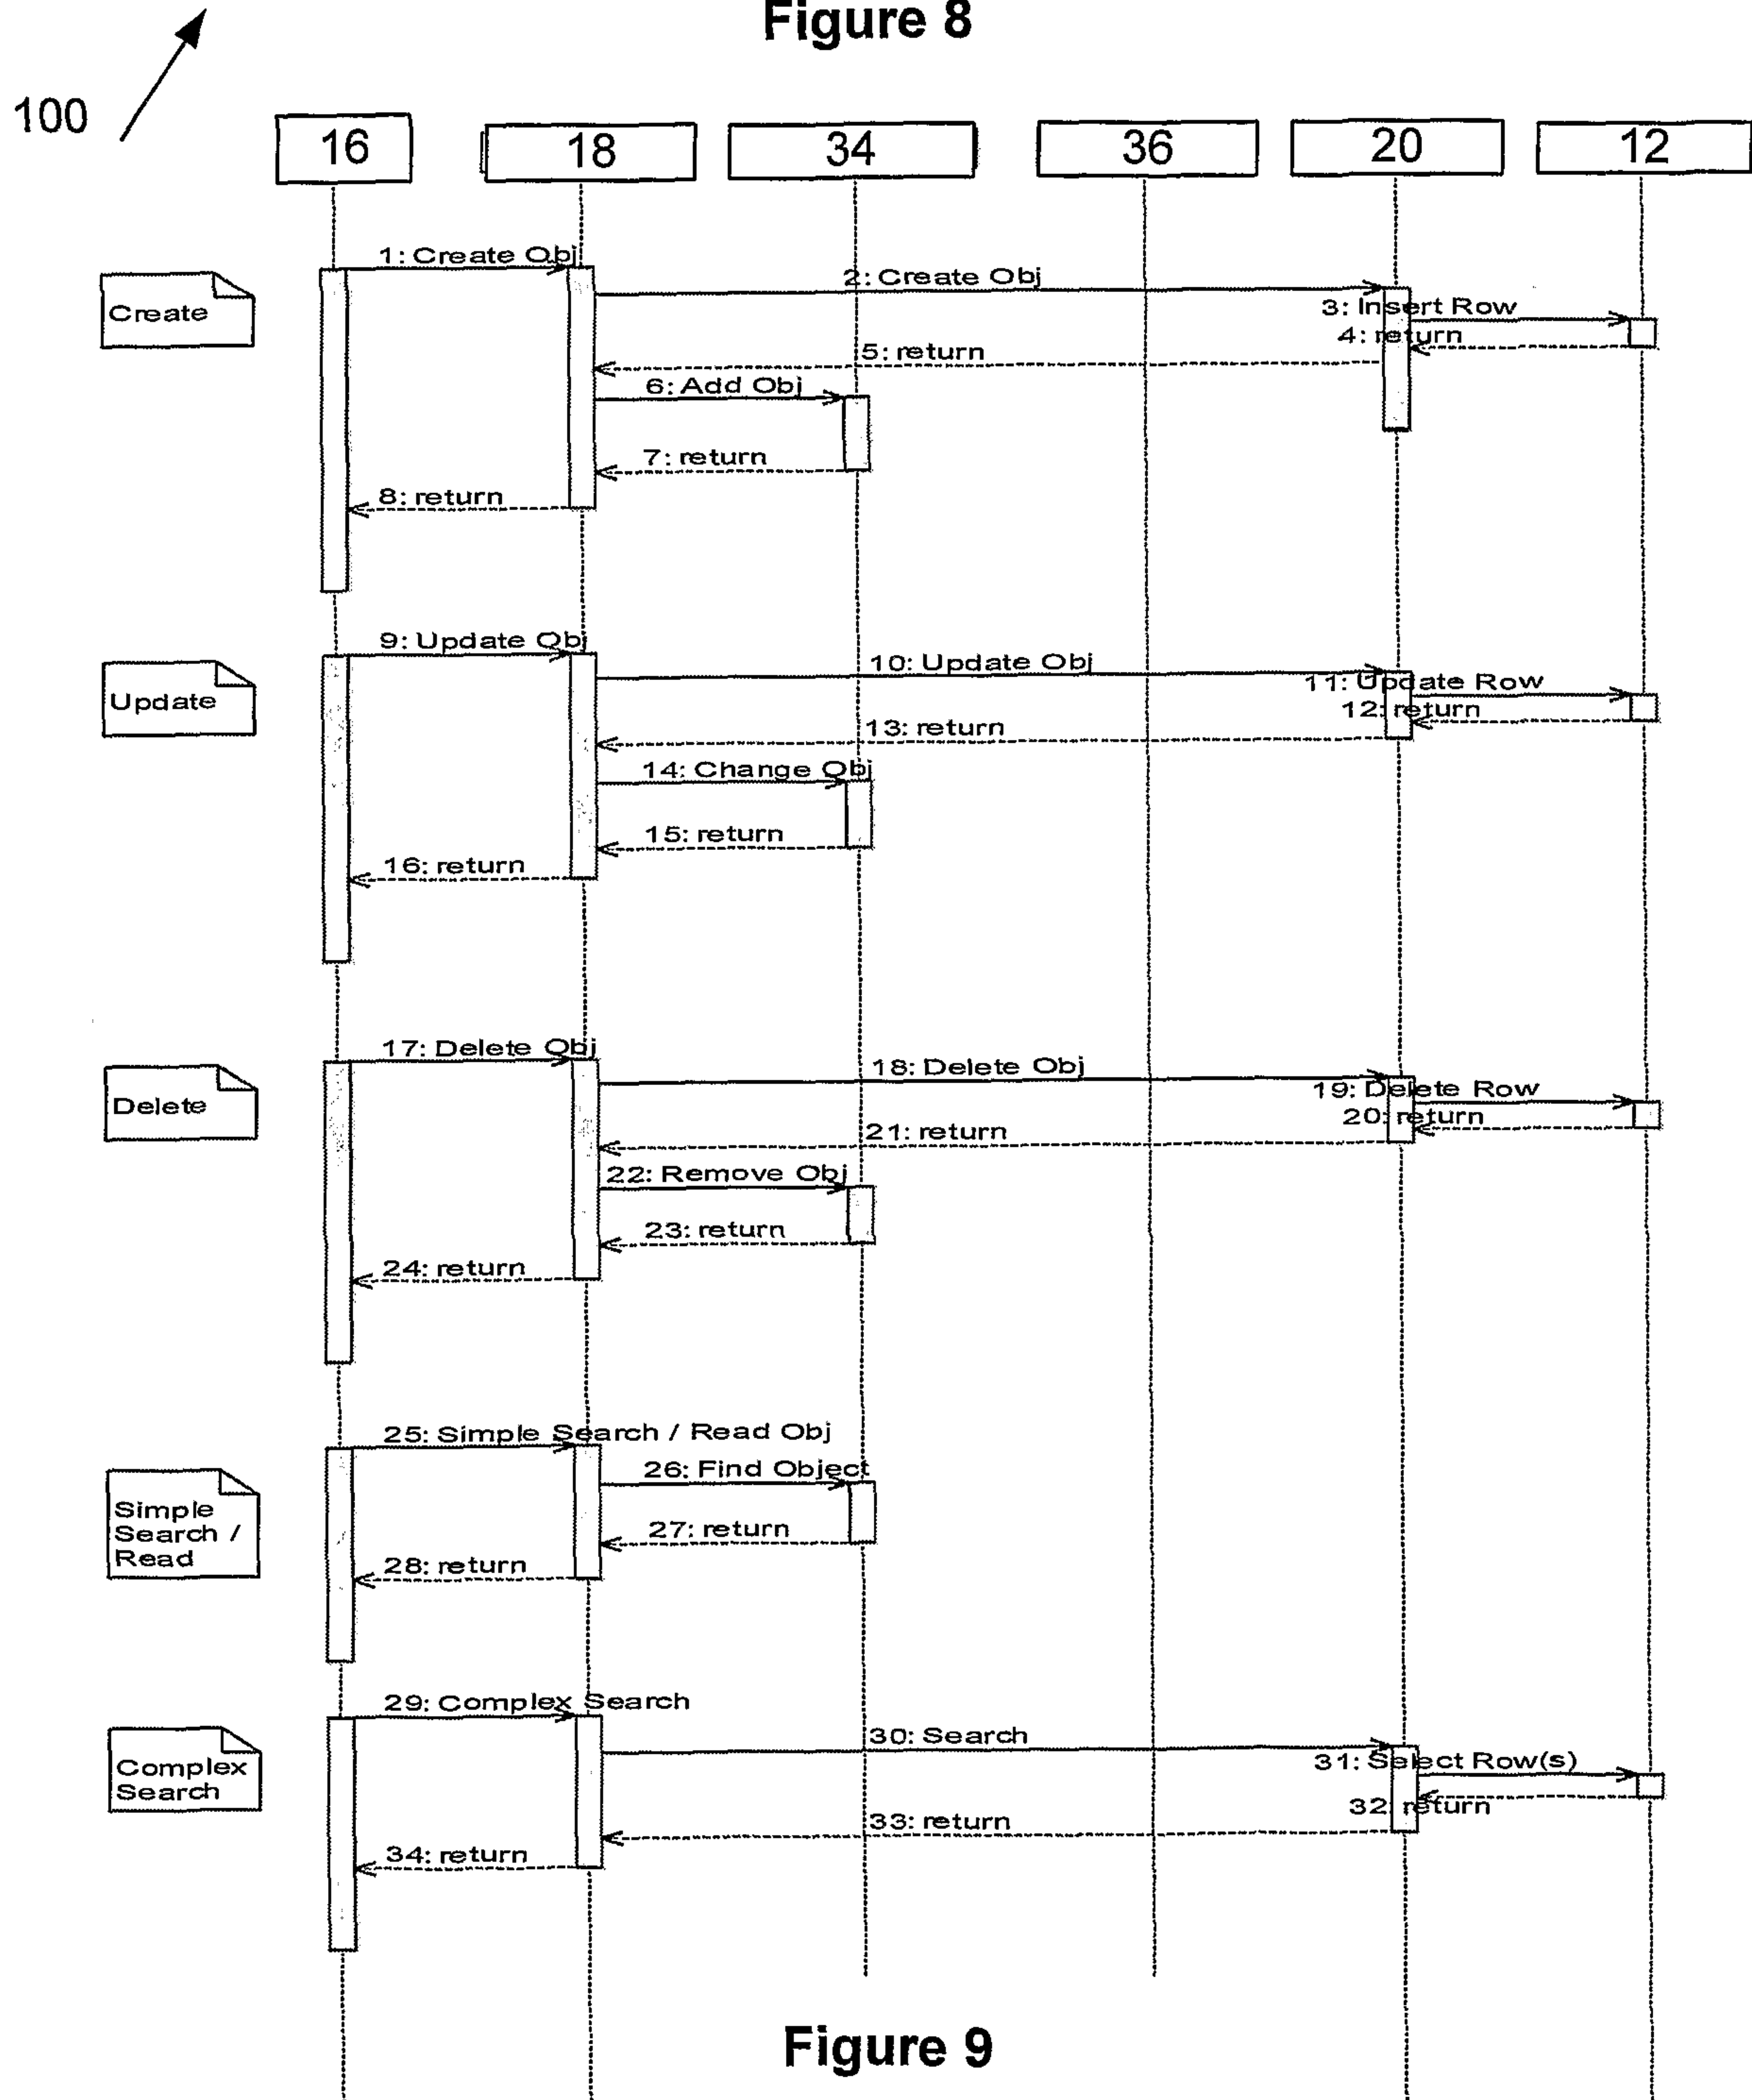 Figure 8
100
16
18
34
36
20
12
1: Create Obj
2: Create Obj
Create
3: Insert Row
4: return
5: return
6: Add Obj
7: return
8: return
9: Update Obj
10: Update Obj
Update
11: Update Row
12: return
13: return
14: Change Obj
15: return
16: return
17: Delete Obj
18: Delete Obj
Delete
19: Delete Row
20: return
21: return
22: Remove Obj
23: return
24: return
25: Simple Search / Read Obj
26: Find Object
Simple
Search /
Read
27: return
28: return
29: Complex Search
30: Search
Complex
Search
31: Select Row(s)
32: return
33: return
34: return
Figure 9